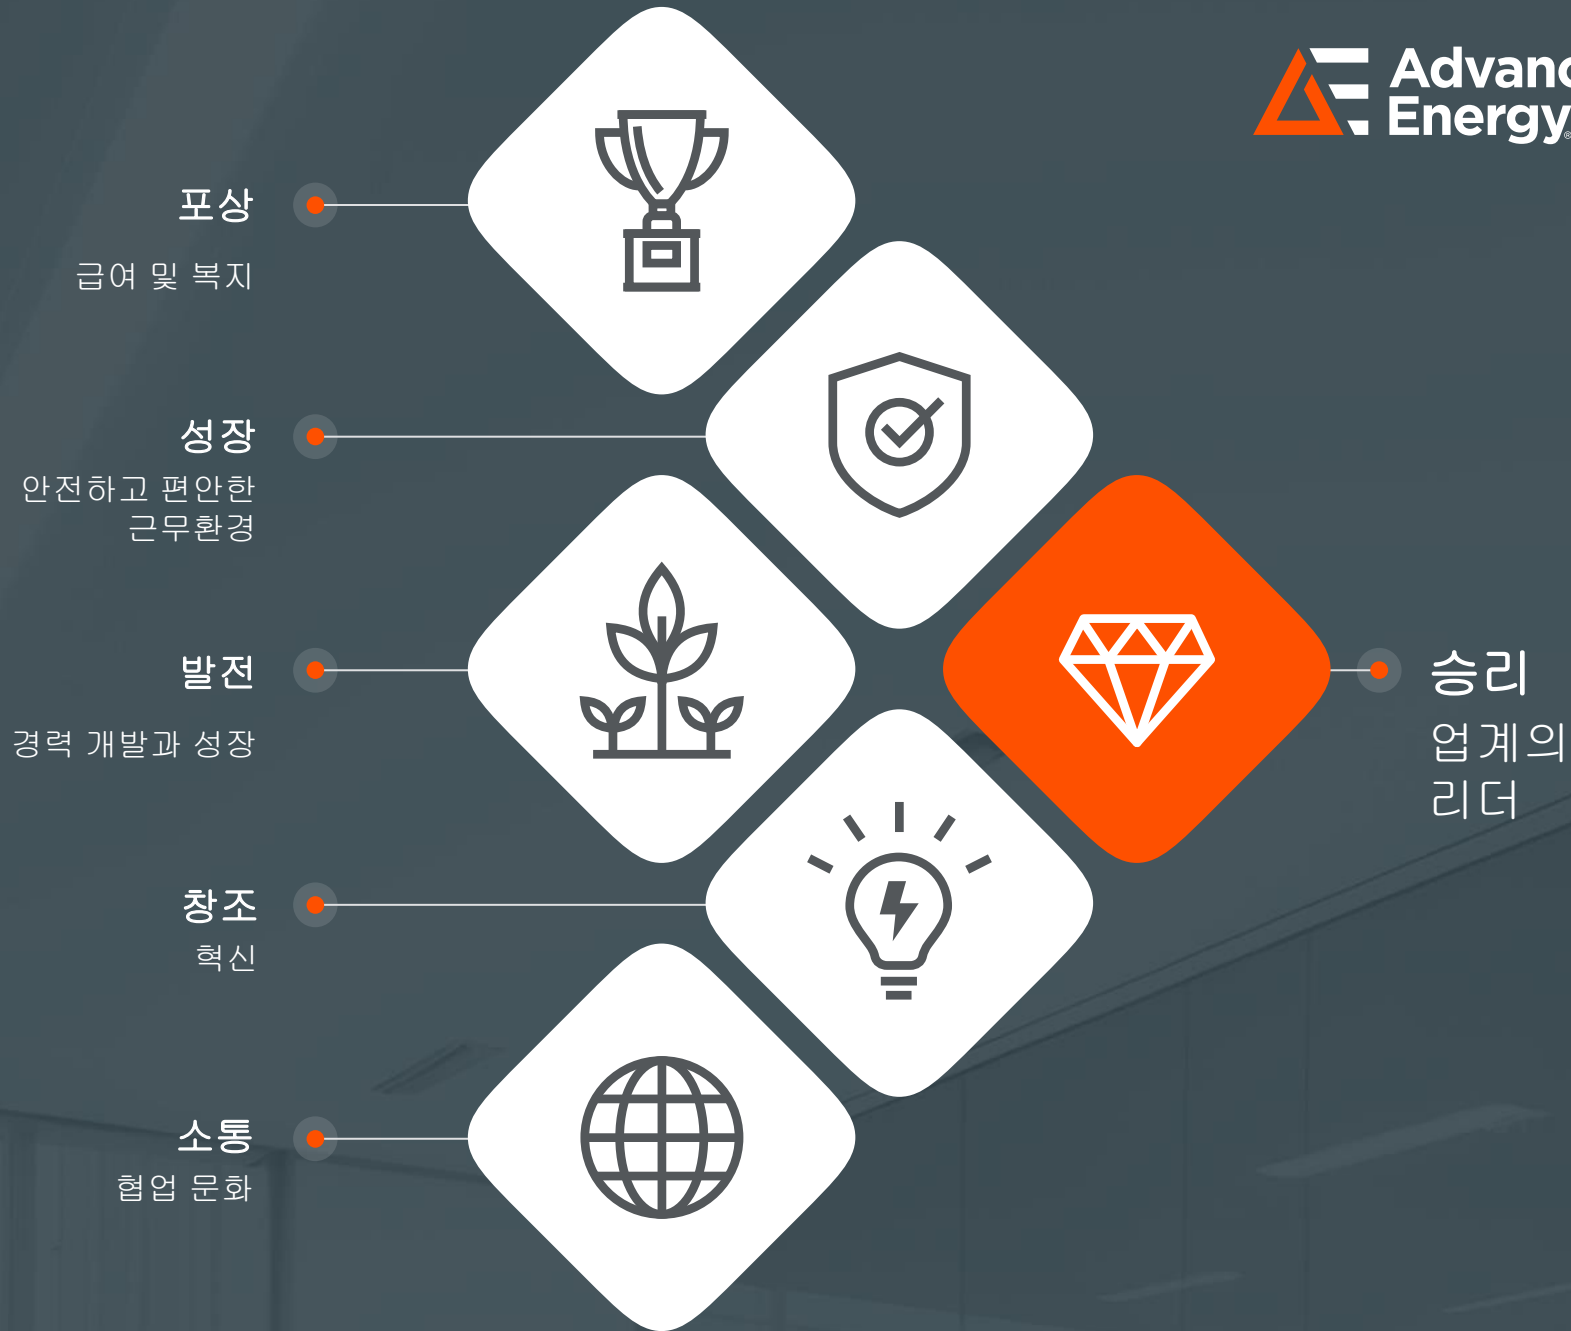 Energy®
포상
급여 및 복지
성장
안전하고 편안한
근무환경
발전
경력 개발과 성장
승리
업계의
리더
창조
혁신
소통
협업 문화